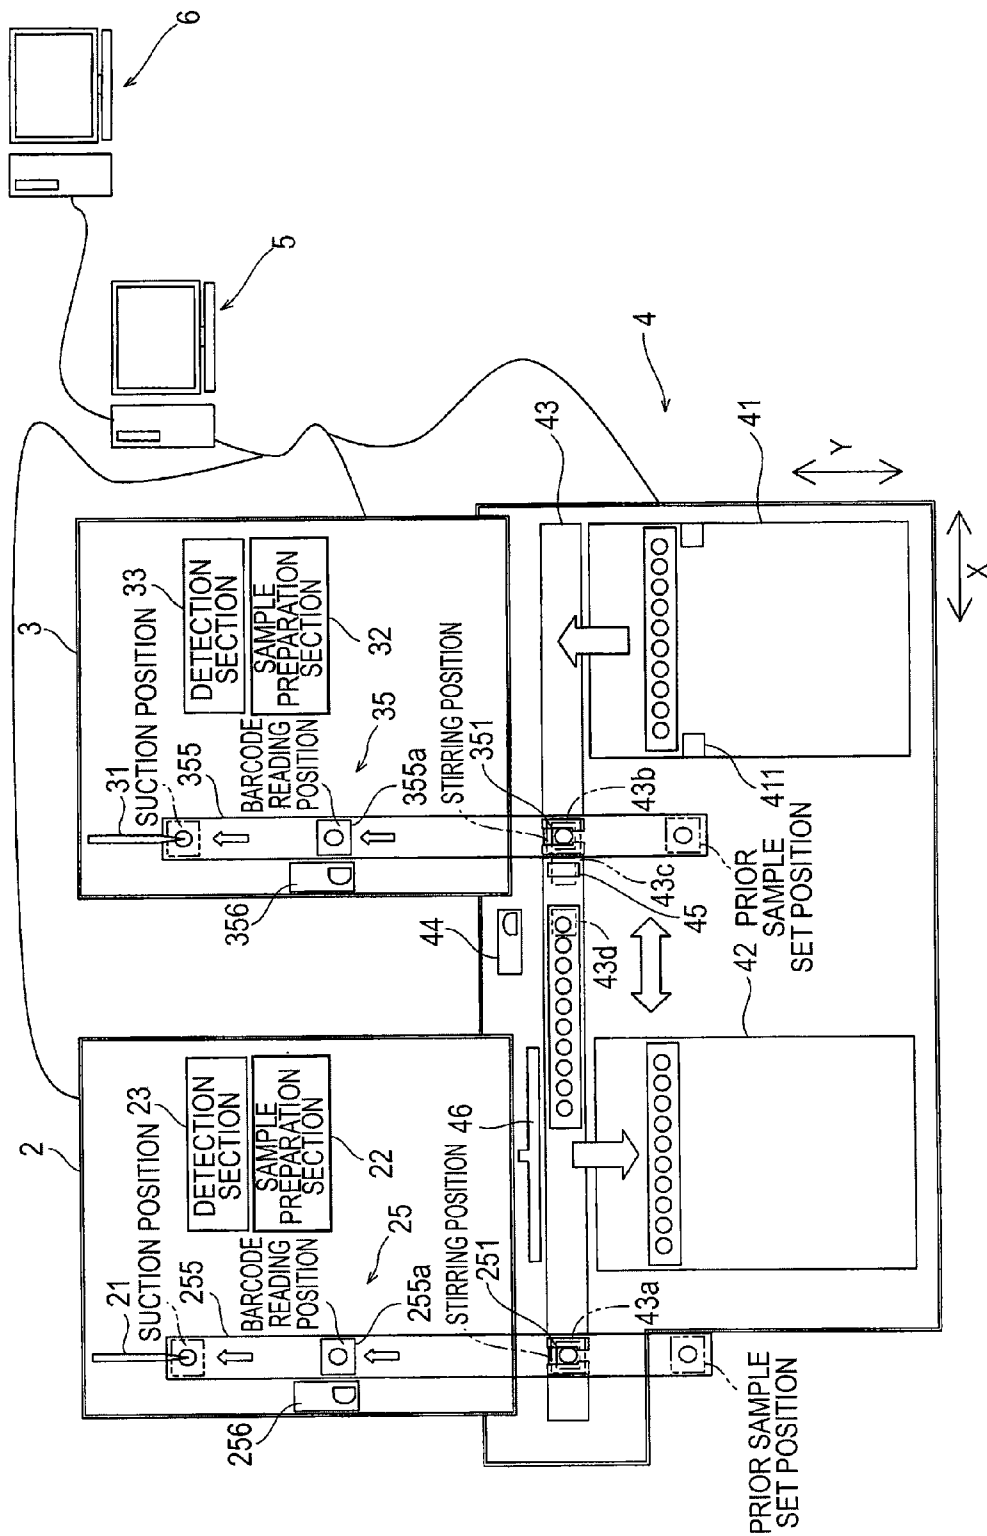 6
5
4
3
SUCTION POSITION
31
355
33
DETECTION
SECTION
SAMPLE
PREPARATION
SECTION
32
BARCODE
READING
POSITION
35
355a
STIRRING POSITION
351
356
43
41
Y
X
43b
43c
45
411
PRIOR
SAMPLE
SET POSITION
44
43d
42
2
SUCTION POSITION
21
255
23
DETECTION
SECTION
SAMPLE
PREPARATION
SECTION
22
BARCODE
READING
POSITION
25
255a
STIRRING POSITION
251
256
46
43a
PRIOR SAMPLE
SET POSITION